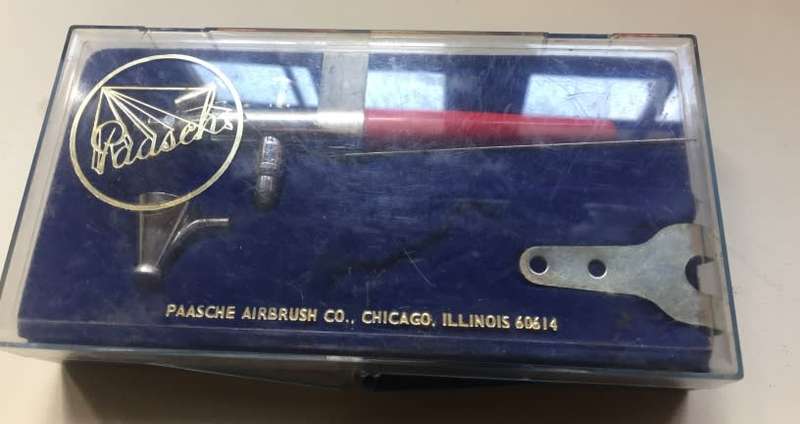 Paasche
PAASCHE AIRBRUSH CO., CHICAGO, ILLINOIS 60614